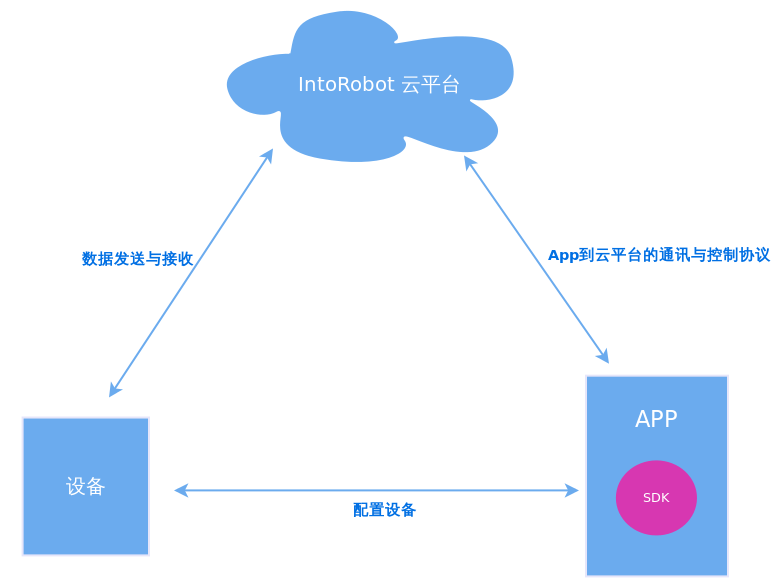 IntoRobot 云平台
数据发送与接收
App到云平台的通讯与控制协议
APP
设备
SDK
配置设备